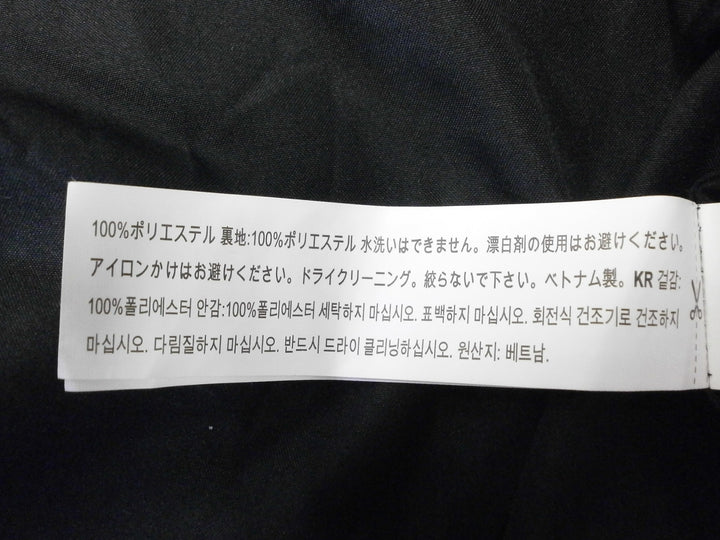 100%ポリエステル 裏地:100%ポリエステル 水洗いはできません。漂白剤の使用はお避けください。
アイロンかけはお避けください。ドライクリーニング。絞らないで下さい。ベトナム製。KR 겉감:
100%폴리에스터 안감:100%폴리에스터 세탁하지 마십시오. 표백하지 마십시오. 회전식 건조기로 건조하지
마십시오. 다림질하지 마십시오. 반드시 드라이 클리닝하십시오. 원산지: 베트남.